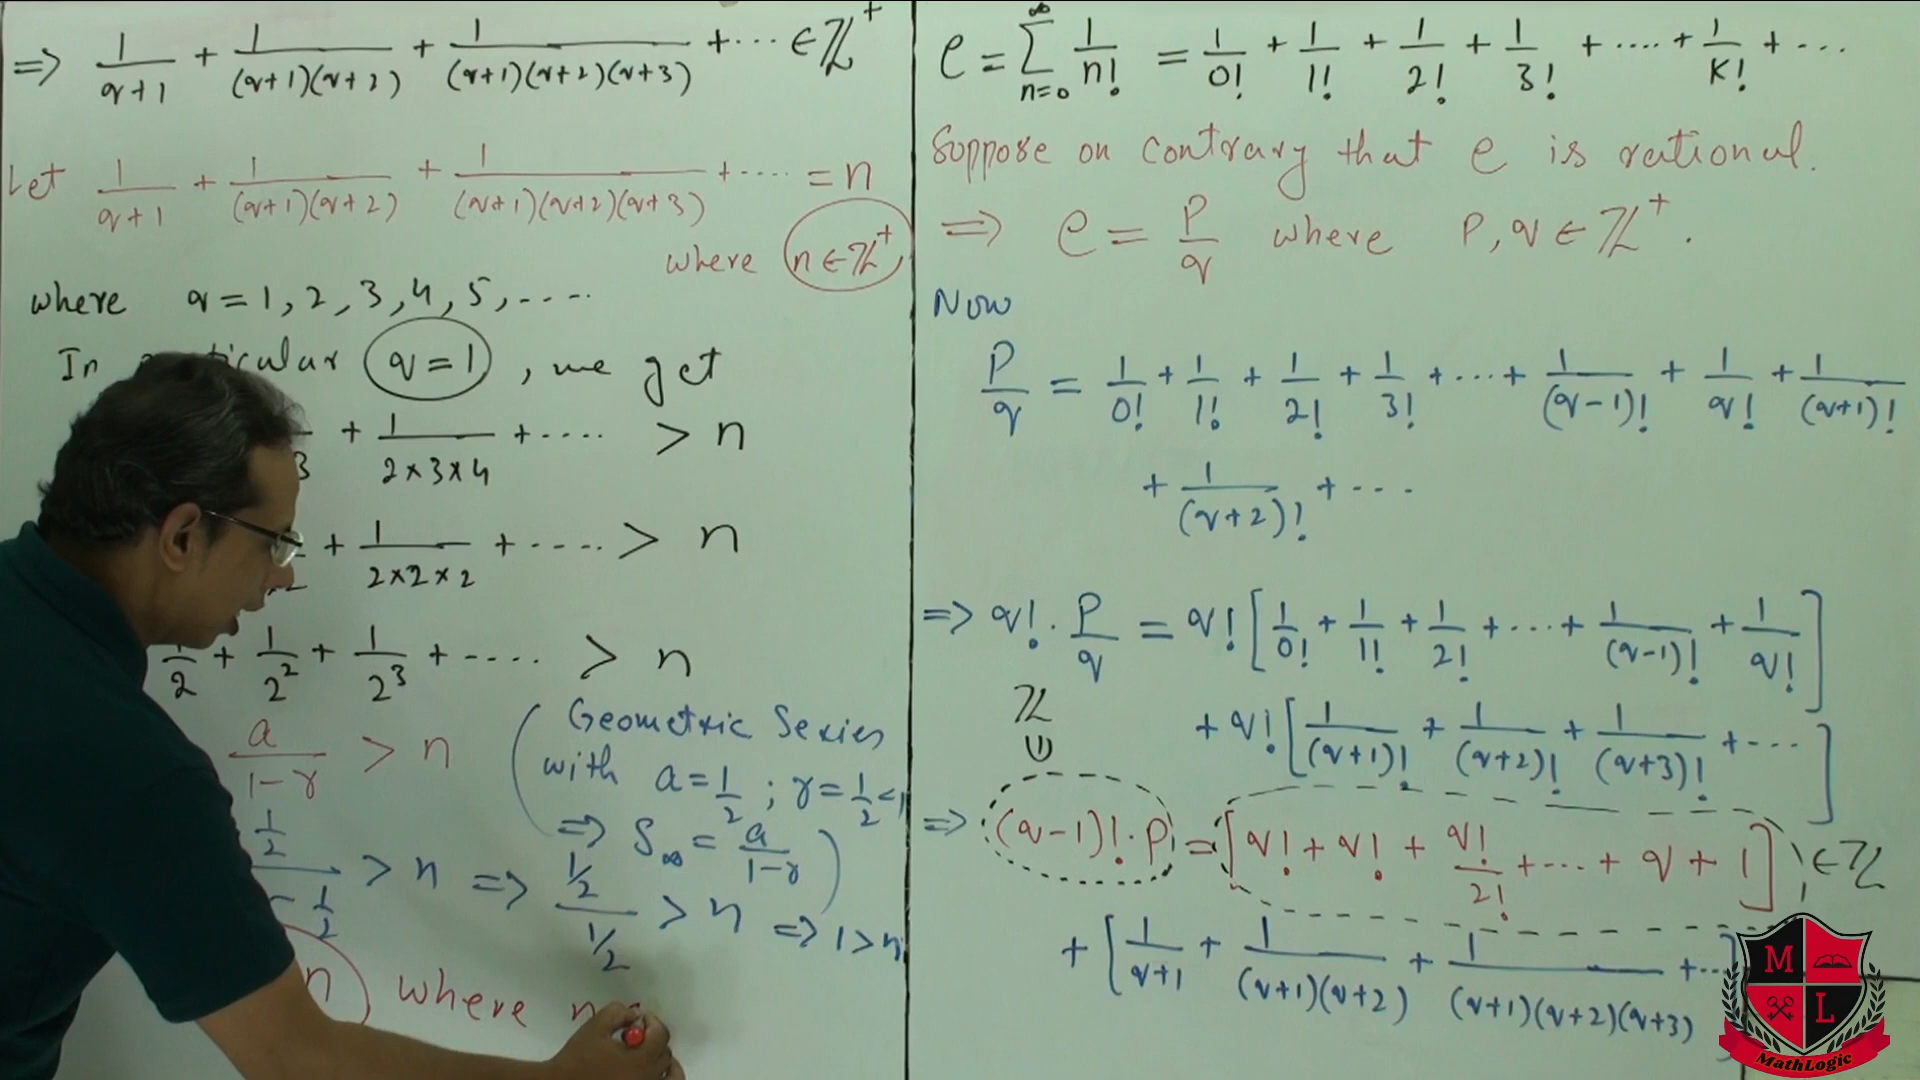 e = ∑_{n=0}^{∞} 1/n! = 1/0! + 1/1! + 1/2! + 1/3! + .... + 1/k! + ...
Suppose on contrary that e is rational.
=> e = P/q where P, q ∈ ℤ⁺.
Now
P/q = 1/0! + 1/1! + 1/2! + 1/3! + ... + 1/(q-1)! + 1/q! + 1/(q+1)!
+ 1/(q+2)! + ...
=> q! . P/q = q! [1/0! + 1/1! + 1/2! + ... + 1/(q-1)! + 1/q!]
+ q! [1/(q+1)! + 1/(q+2)! + 1/(q+3)! + ...]
ℤ
=> (q-1)! . P = [q! + q! + q!/2! + ... + q + 1] ∈ ℤ
+ [1/(q+1) + 1/((q+1)(q+2)) + 1/((q+1)(q+2)(q+3)) + ...]
=> 1/(q+1) + 1/((q+1)(q+2)) + 1/((q+1)(q+2)(q+3)) + ... ∈ ℤ⁺
Let 1/(q+1) + 1/((q+1)(q+2)) + 1/((q+1)(q+2)(q+3)) + .... = n
where n ∈ ℤ⁺
where q = 1, 2, 3, 4, 5, ....
In q = 1, we get
+ 1/(2×3×4) + .... > n
+ 1/(2×2×2) + .... > n
1/2 + 1/2² + 1/2³ + .... > n
a/(1-r) > n
(Geometric Series
with a = 1/2 ; r = 1/2 < 1
=> S∞ = a/(1-r))
> n => (1/2)/(1/2) > n => 1 > n
n where n
M L
MathLogic